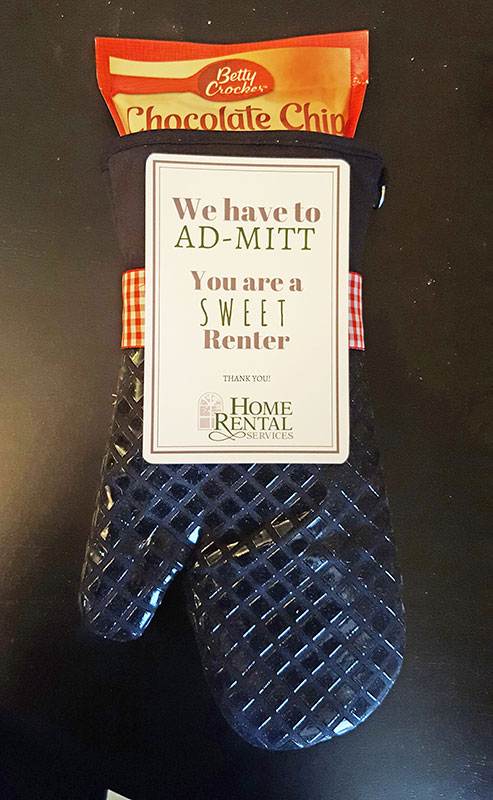 Betty
Crocker
Chocolate Chip
We have to
AD-MITT
You are a
SWEET
Renter
THANK YOU!
HOME
RENTAL
SERVICES